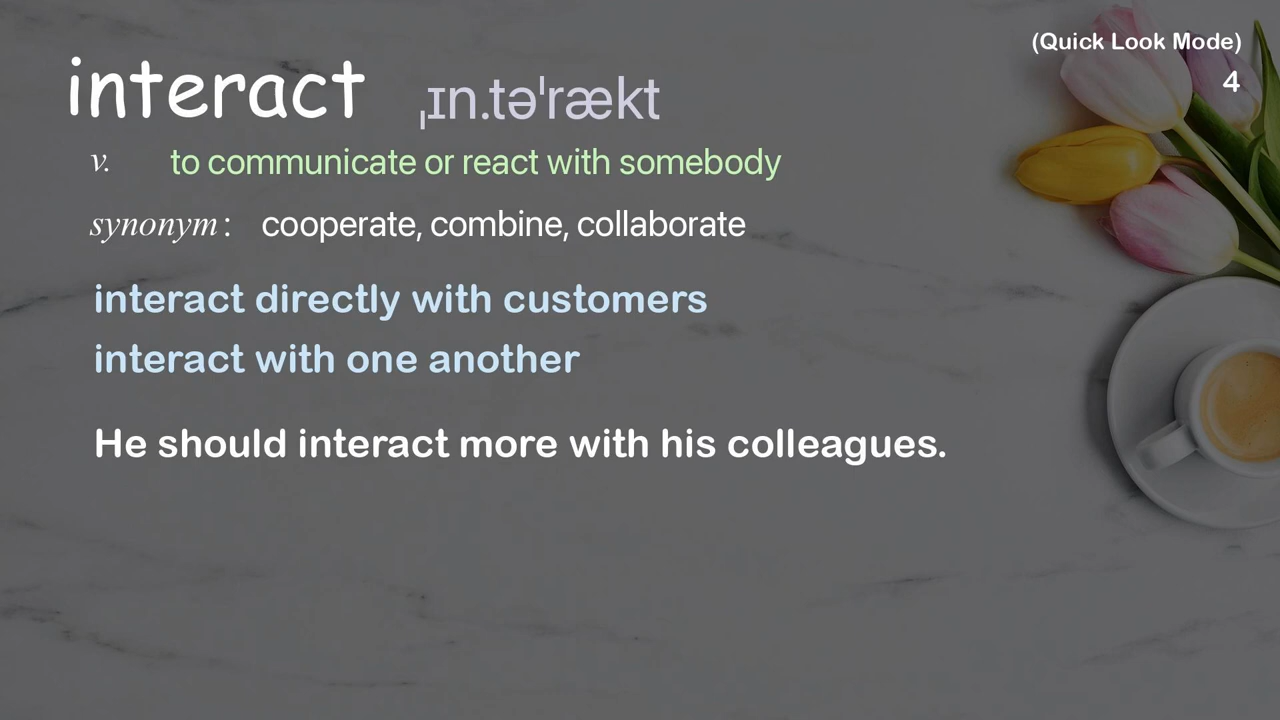 (Quick Look Mode)
4
interact ˌɪn.təˈrækt
v. to communicate or react with somebody
synonym: cooperate, combine, collaborate
interact directly with customers
interact with one another
He should interact more with his colleagues.